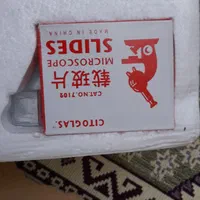 CITOGLAS
CAT.NO.7105
载玻片
MICROSCOPE
SLIDES
MADE IN CHINA